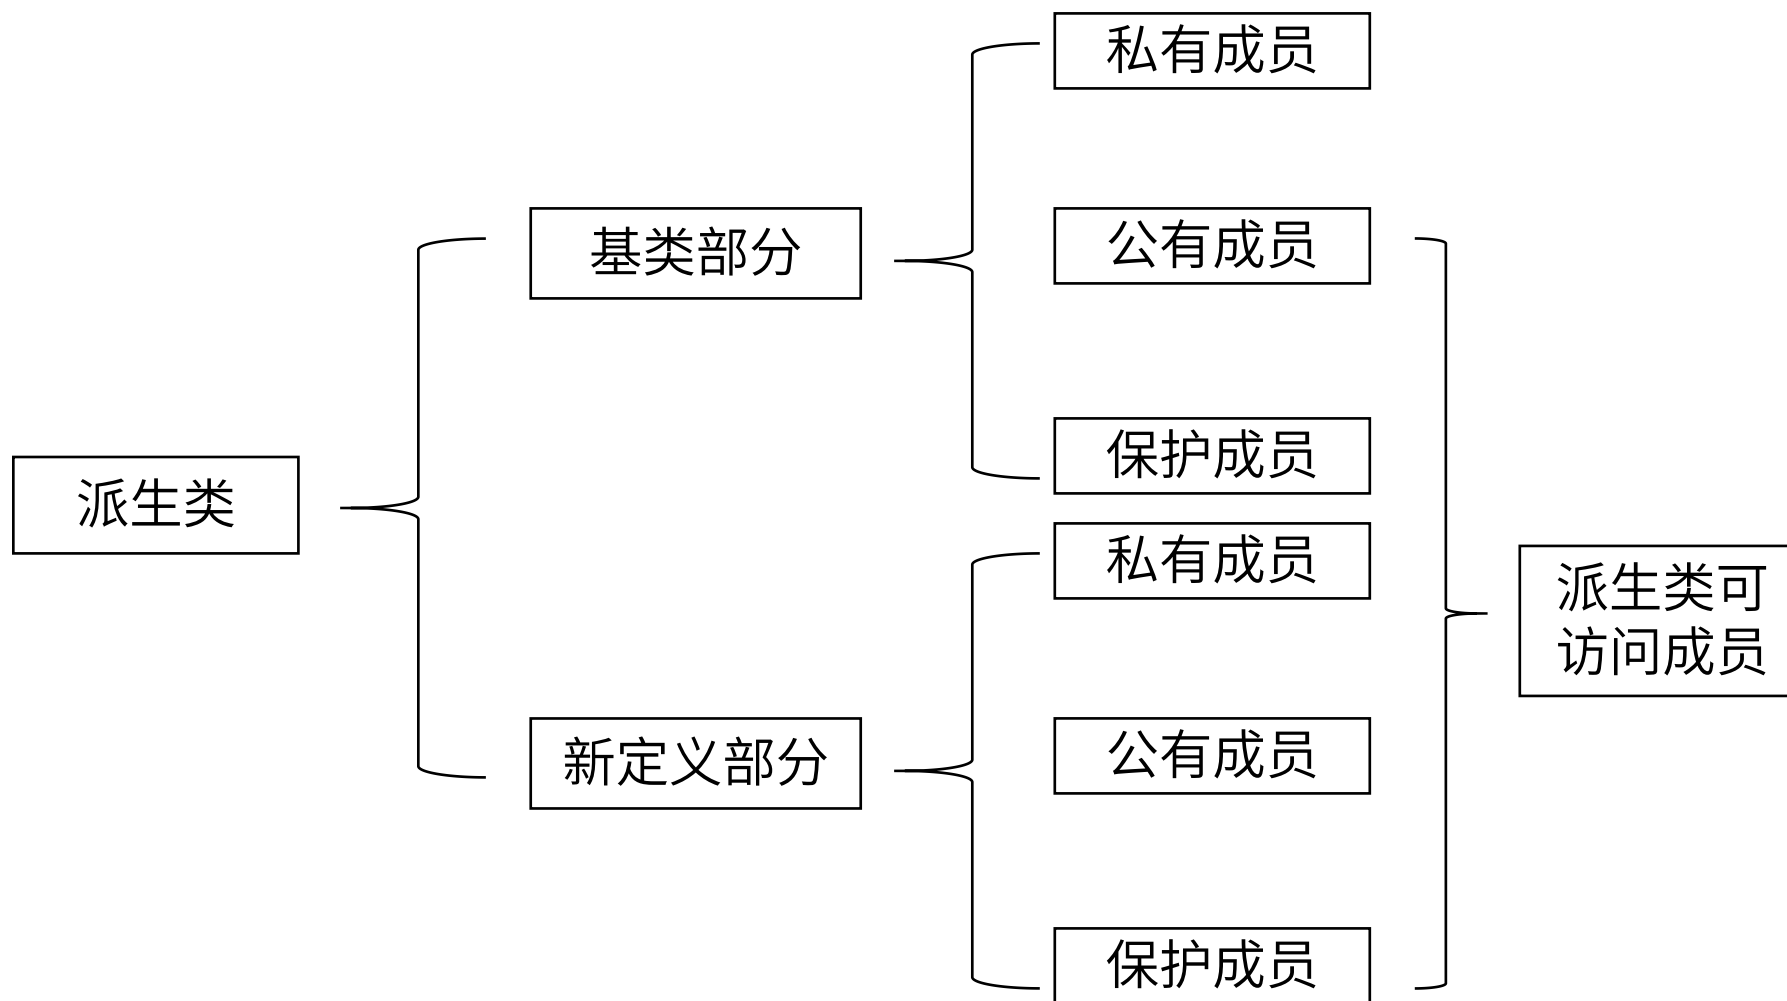 派生类
基类部分
私有成员
公有成员
保护成员
新定义部分
私有成员
公有成员
保护成员
派生类可
访问成员